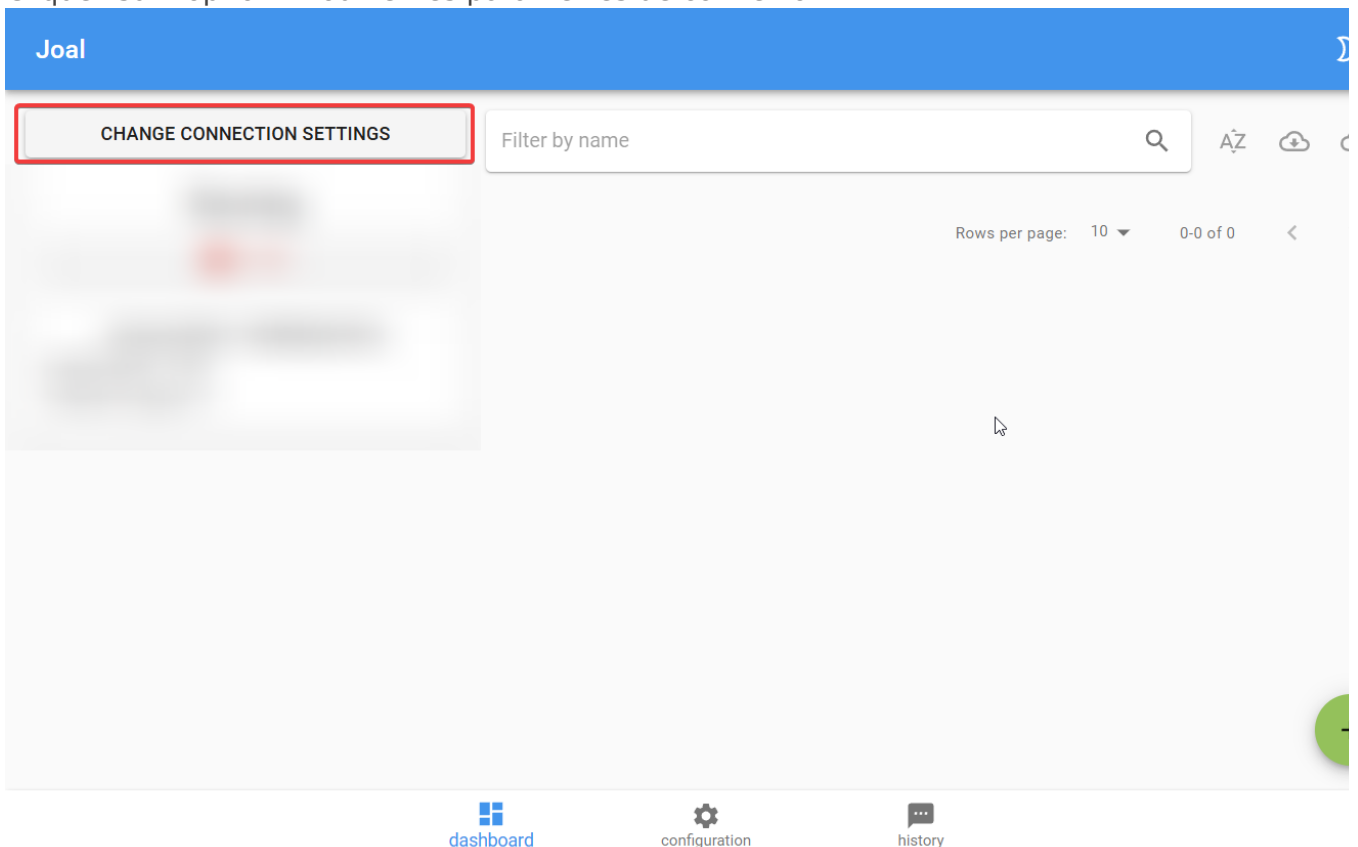 Joal
CHANGE CONNECTION SETTINGS
Filter by name
Rows per page: 10
0-0 of 0
dashboard
configuration
history